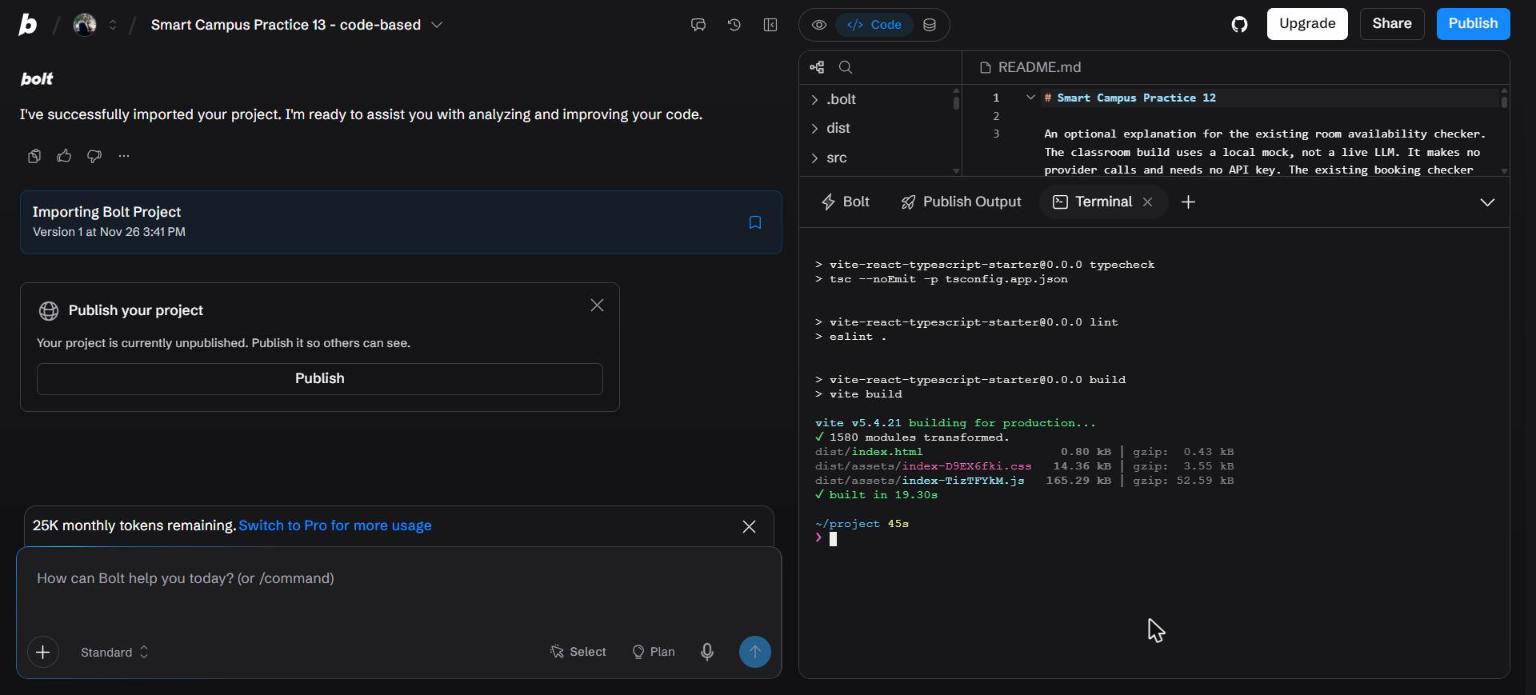 b / / Smart Campus Practice 13 - code-based
Code
Upgrade
Share
Publish
bolt
I've successfully imported your project. I'm ready to assist you with analyzing and improving your code.
Importing Bolt Project
Version 1 at Nov 26 3:41 PM
Publish your project
Your project is currently unpublished. Publish it so others can see.
Publish
25K monthly tokens remaining. Switch to Pro for more usage
How can Bolt help you today? (or /command)
Standard
Select
Plan
.bolt
dist
src
README.md
1 # Smart Campus Practice 12
2
3 An optional explanation for the existing room availability checker.
The classroom build uses a local mock, not a live LLM. It makes no
provider calls and needs no API key. The existing booking checker
Bolt
Publish Output
Terminal
> vite-react-typescript-starter@0.0.0 typecheck
> tsc --noEmit -p tsconfig.app.json
> vite-react-typescript-starter@0.0.0 lint
> eslint .
> vite-react-typescript-starter@0.0.0 build
> vite build
vite v5.4.21 building for production...
✓ 1580 modules transformed.
dist/index.html 0.80 kB | gzip: 0.43 kB
dist/assets/index-D9EX6fki.css 14.36 kB | gzip: 3.55 kB
dist/assets/index-TizTFYkM.js 165.29 kB | gzip: 52.59 kB
✓ built in 19.30s
~/project 45s
❯